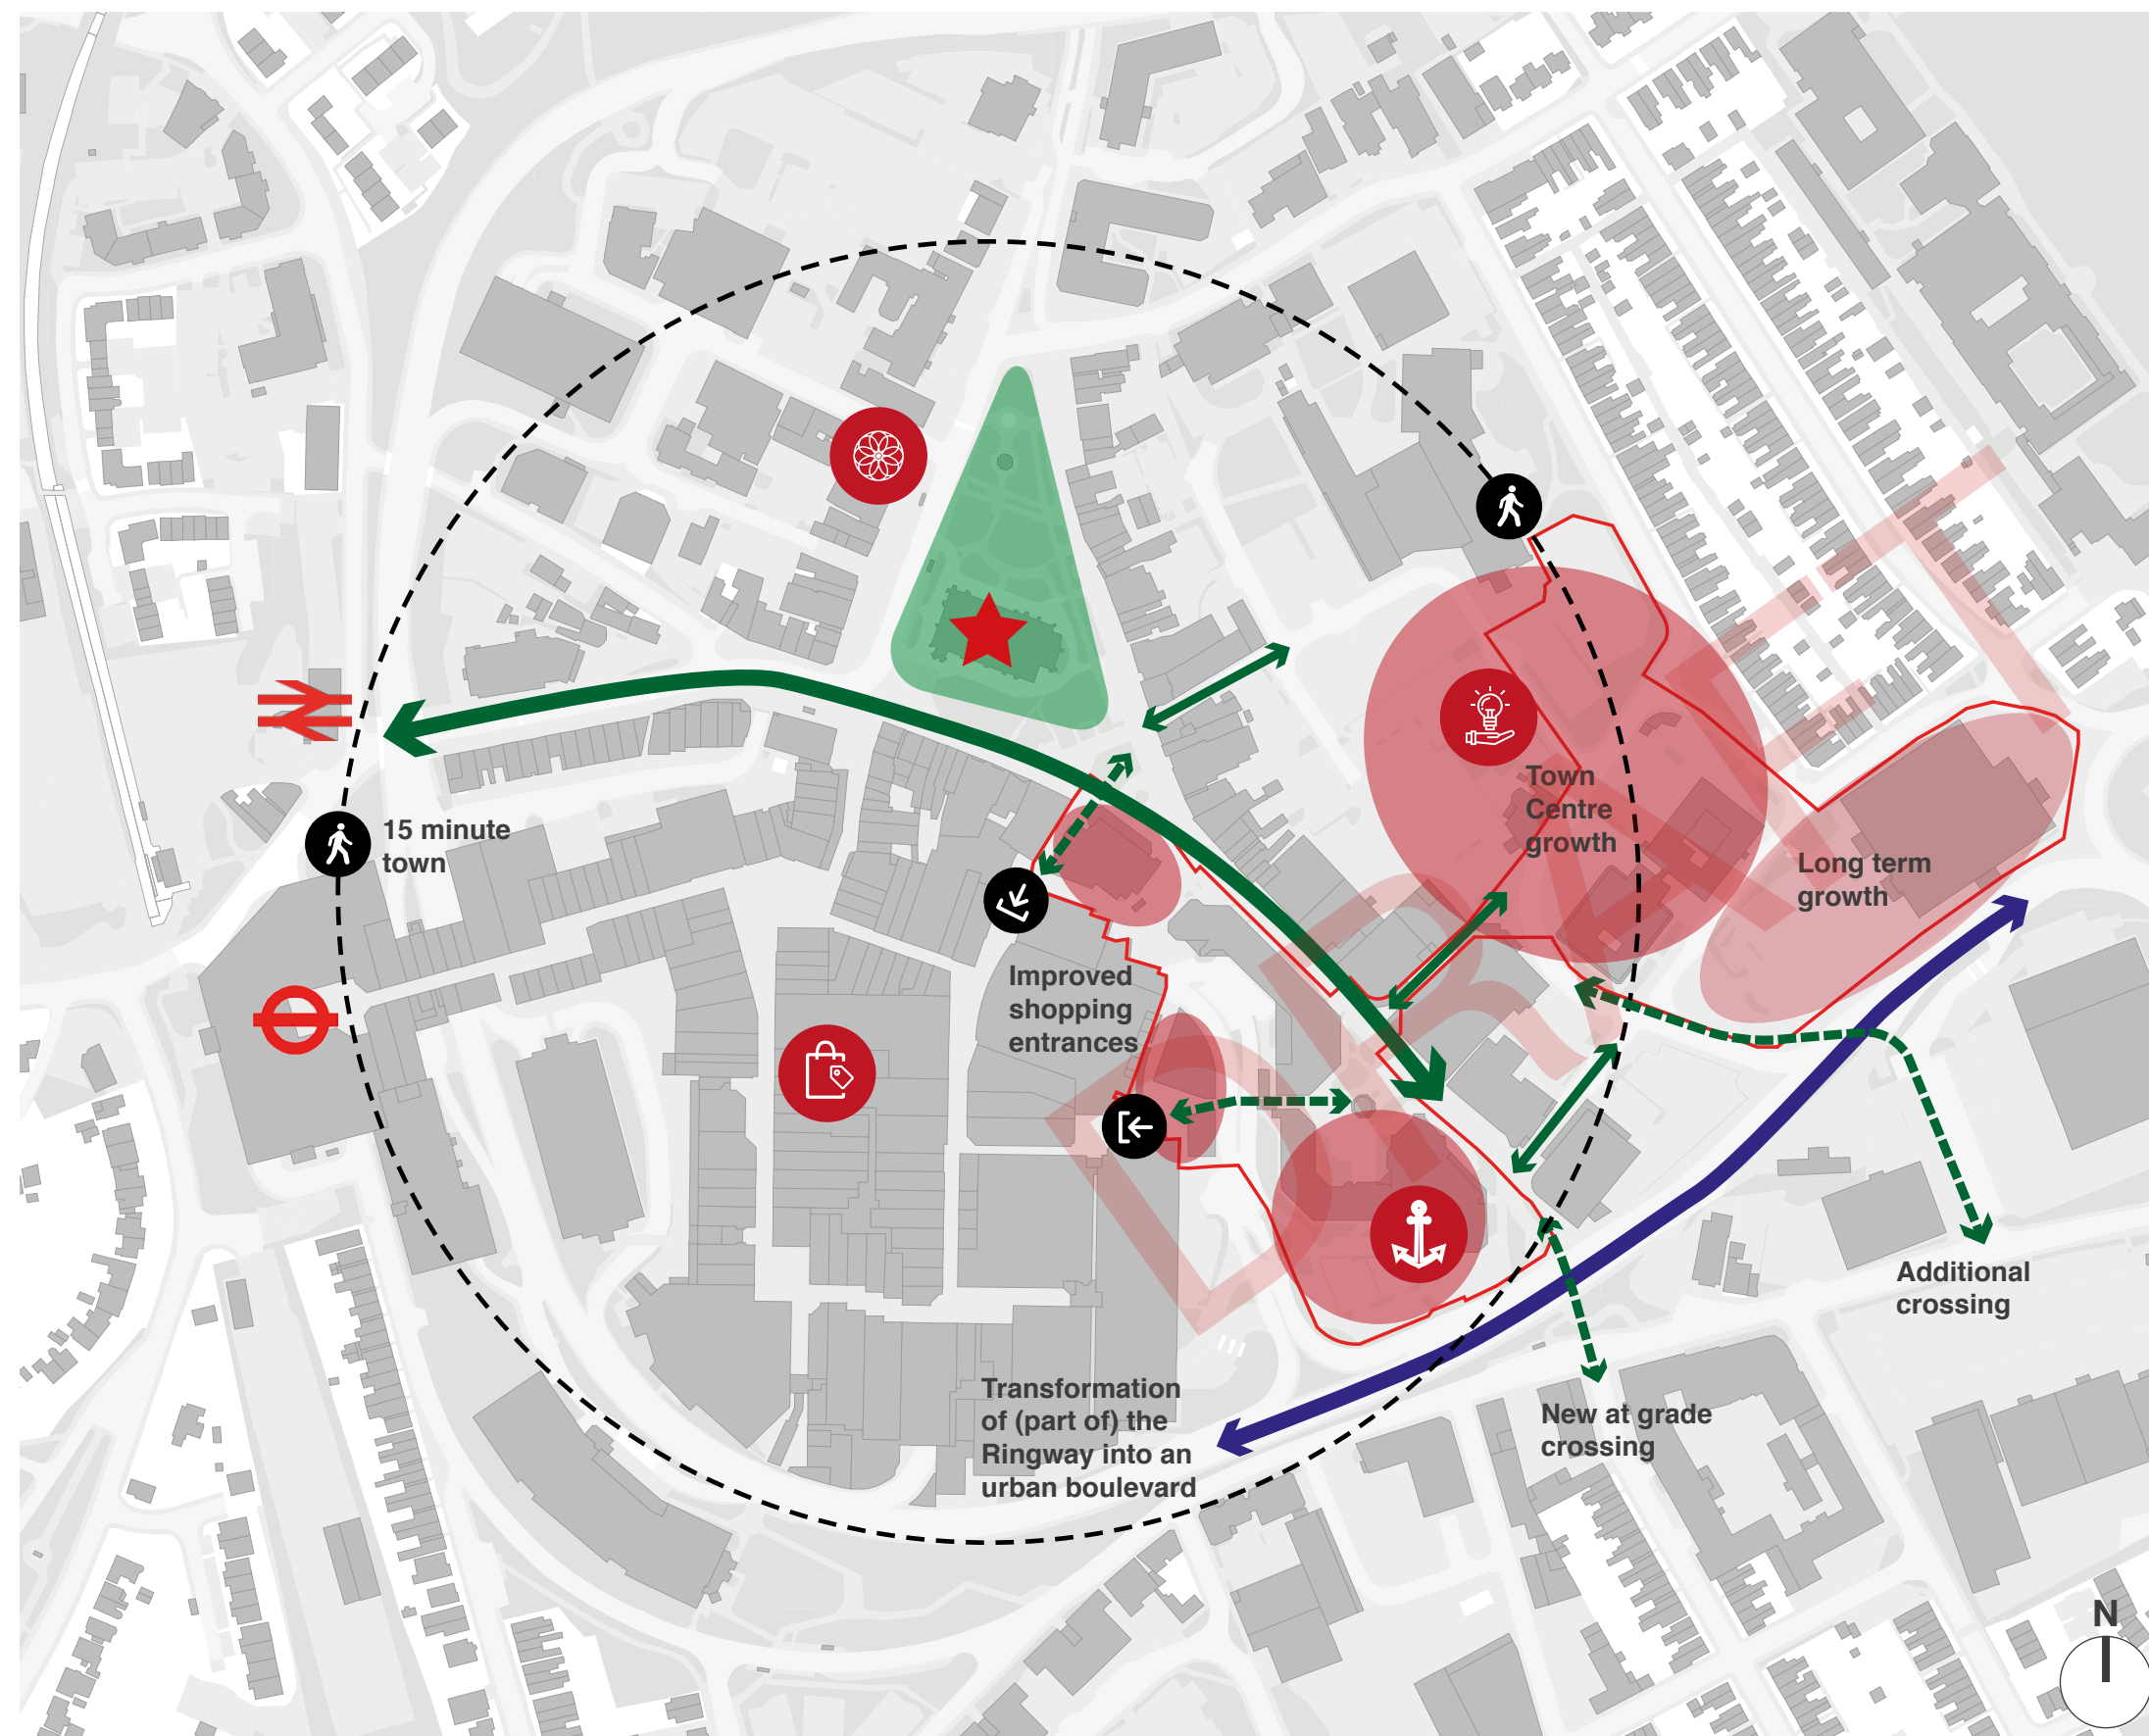 15 minute
town
Town
Centre
growth
Long term
growth
Improved
shopping
entrances
Additional
crossing
Transformation
of (part of) the
Ringway into an
urban boulevard
New at grade
crossing
N
DRAFT